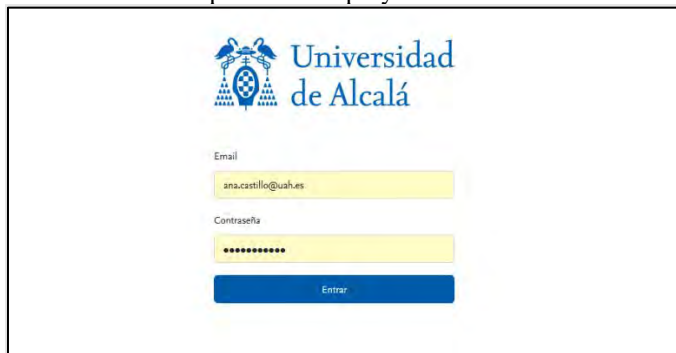 Universidad
de Alcalá
Email
ana.castillo@uah.es
Contraseña
•••••••••••
Entrar